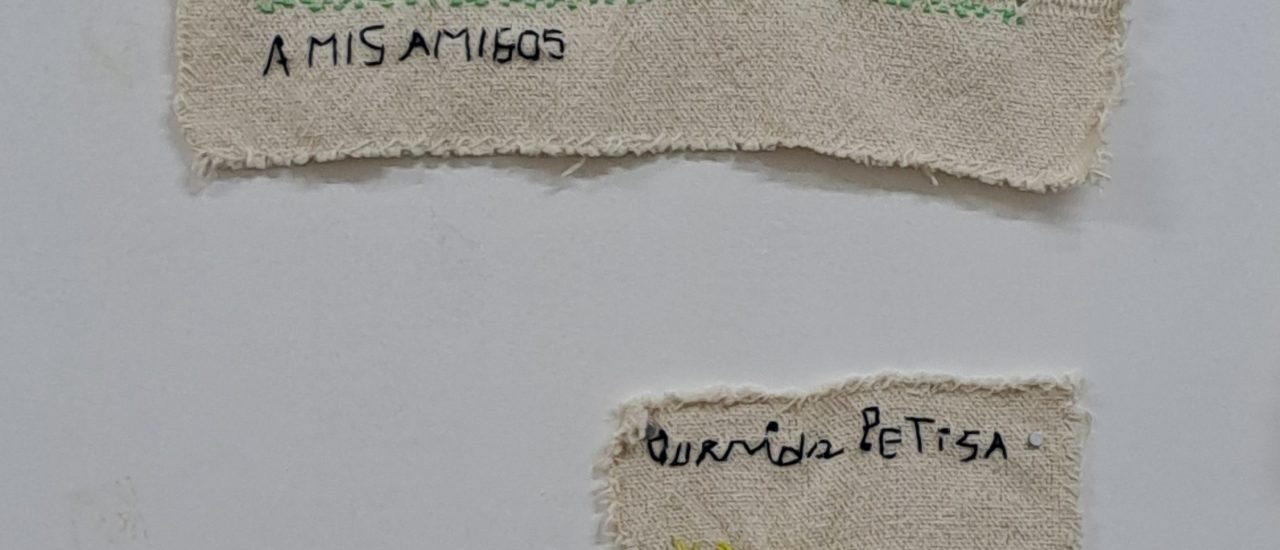 A MIS AMIGOS
Querida PETiSA